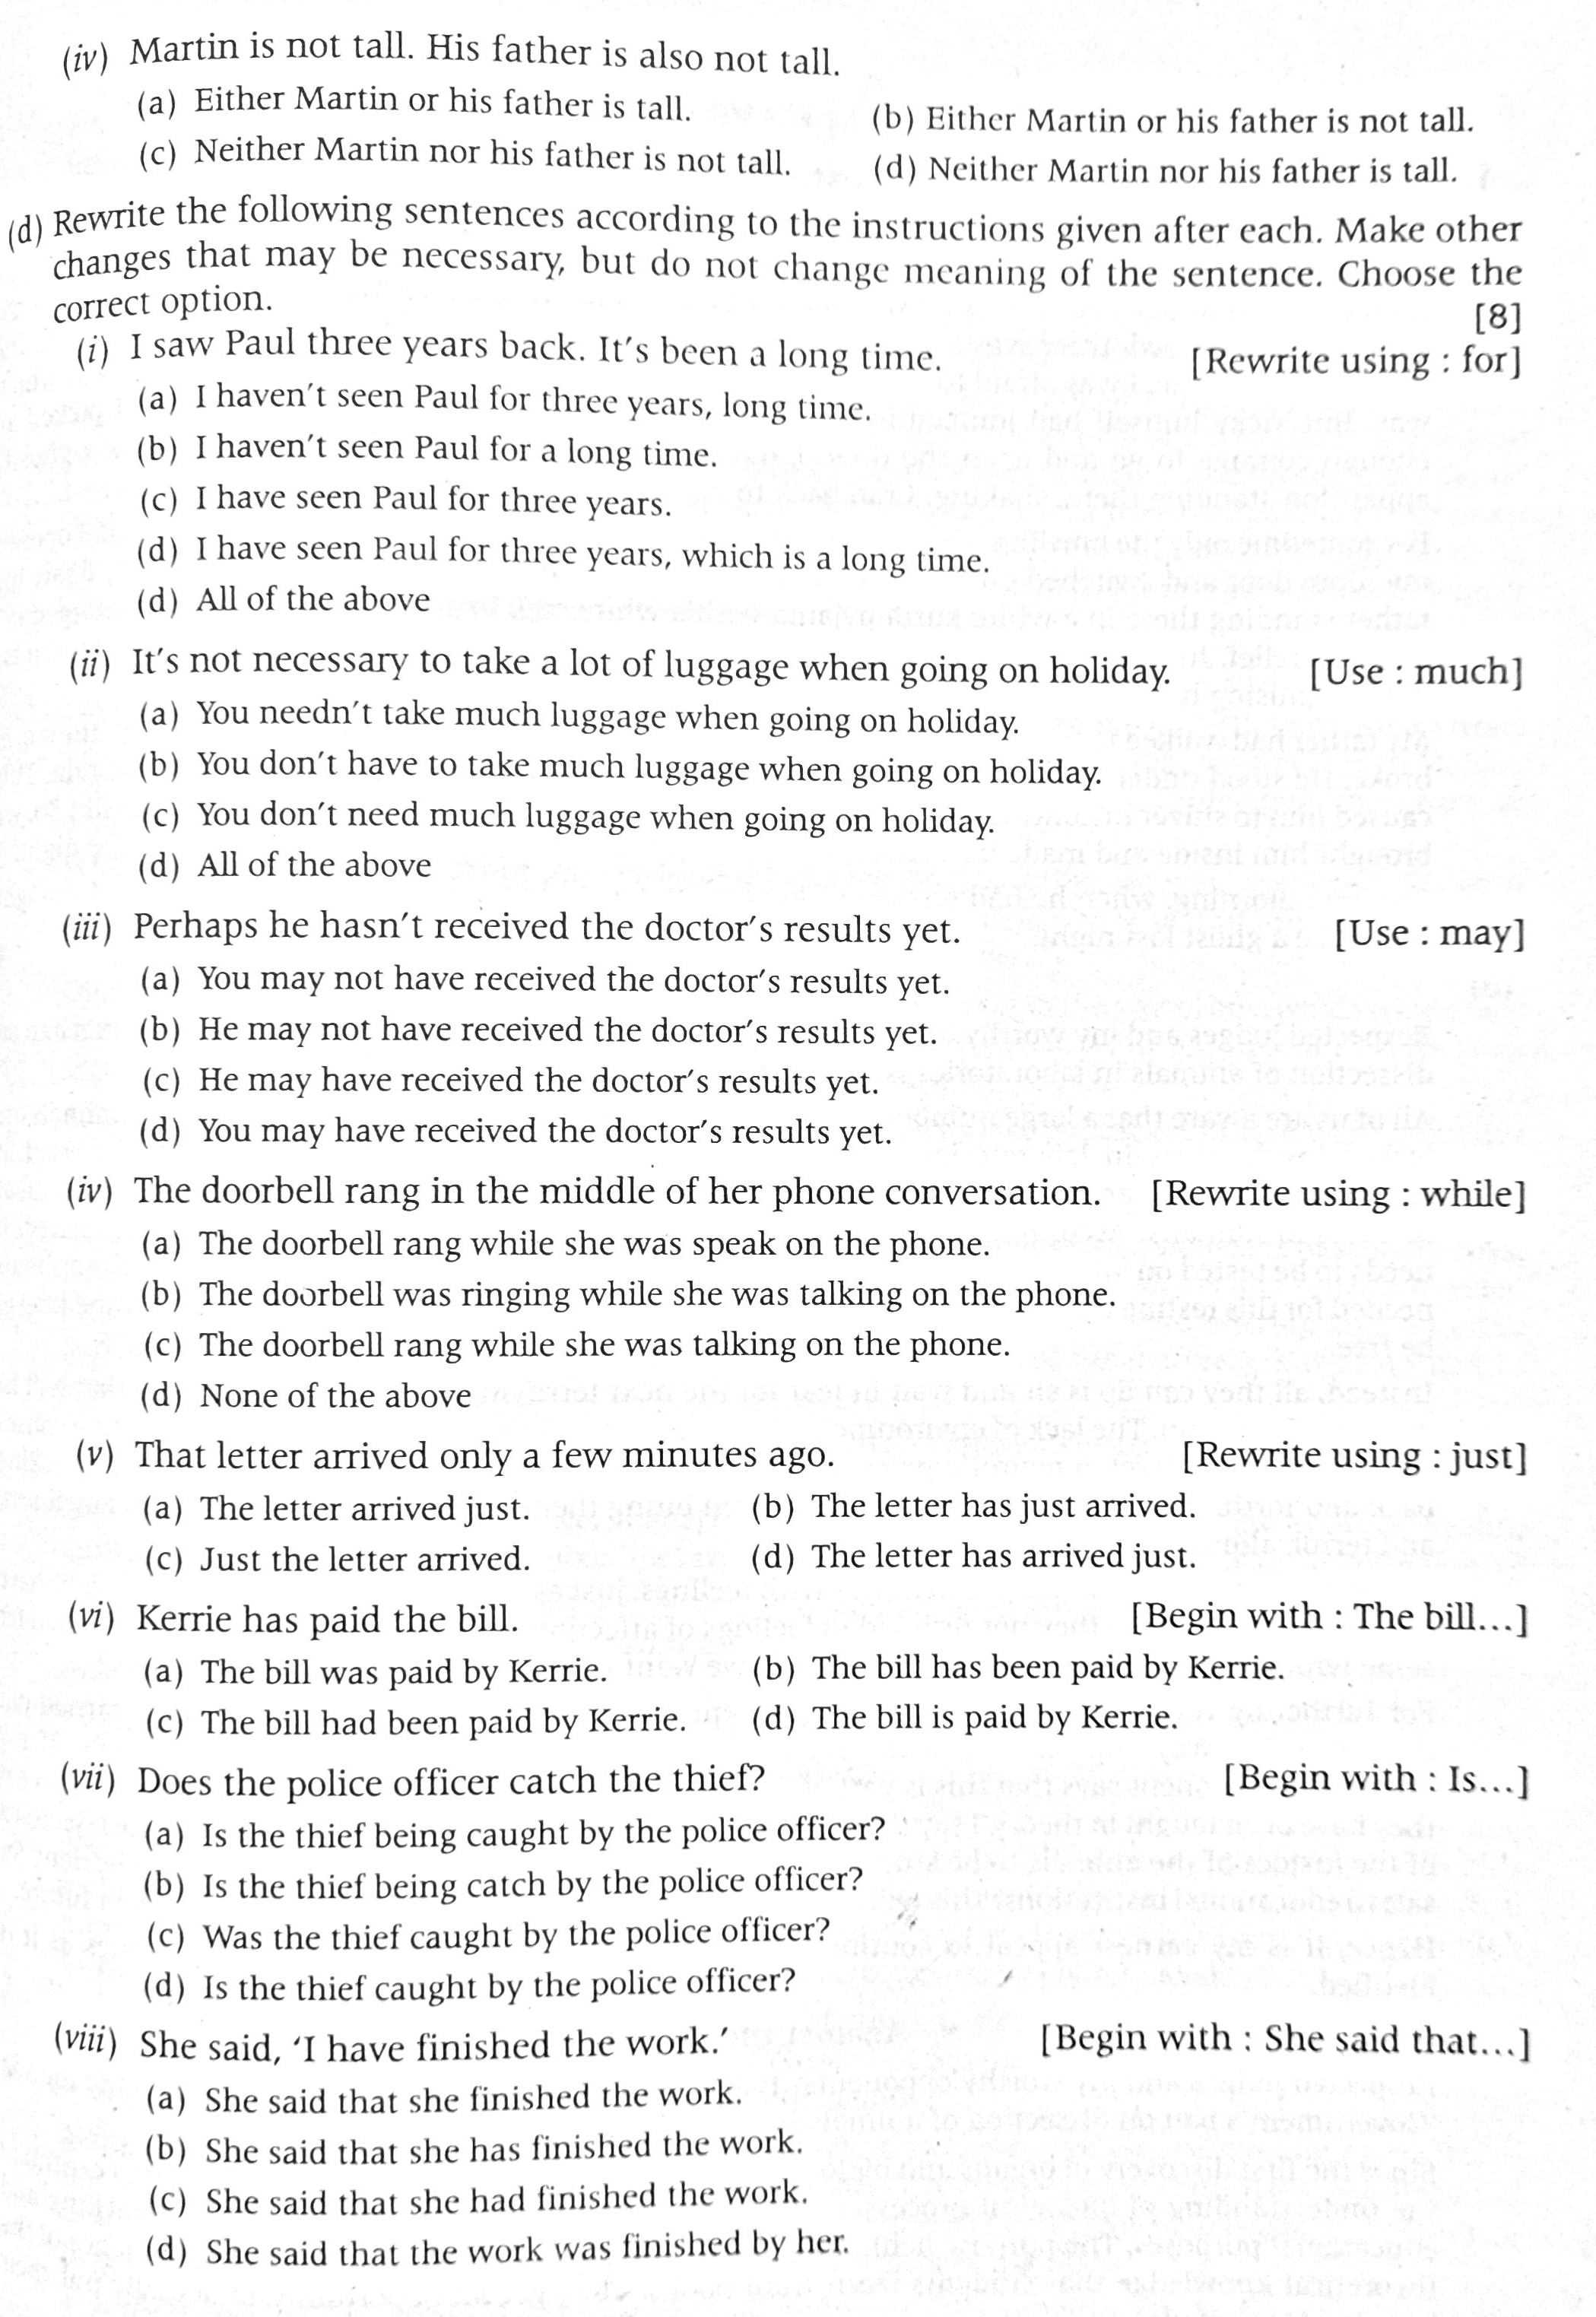 (iv) Martin is not tall. His father is also not tall.
(a) Either Martin or his father is tall. (b) Either Martin or his father is not tall.
(c) Neither Martin nor his father is not tall. (d) Neither Martin nor his father is tall.
(d) Rewrite the following sentences according to the instructions given after each. Make other
changes that may be necessary, but do not change meaning of the sentence. Choose the
correct option. [8]
(i) I saw Paul three years back. It's been a long time. [Rewrite using : for]
(a) I haven't seen Paul for three years, long time.
(b) I haven't seen Paul for a long time.
(c) I have seen Paul for three years.
(d) I have seen Paul for three years, which is a long time.
(d) All of the above
(ii) It's not necessary to take a lot of luggage when going on holiday. [Use : much]
(a) You needn't take much luggage when going on holiday.
(b) You don't have to take much luggage when going on holiday.
(c) You don't need much luggage when going on holiday.
(d) All of the above
(iii) Perhaps he hasn't received the doctor's results yet. [Use : may]
(a) You may not have received the doctor's results yet.
(b) He may not have received the doctor's results yet.
(c) He may have received the doctor's results yet.
(d) You may have received the doctor's results yet.
(iv) The doorbell rang in the middle of her phone conversation. [Rewrite using : while]
(a) The doorbell rang while she was speak on the phone.
(b) The doorbell was ringing while she was talking on the phone.
(c) The doorbell rang while she was talking on the phone.
(d) None of the above
(v) That letter arrived only a few minutes ago. [Rewrite using : just]
(a) The letter arrived just. (b) The letter has just arrived.
(c) Just the letter arrived. (d) The letter has arrived just.
(vi) Kerrie has paid the bill. [Begin with : The bill...]
(a) The bill was paid by Kerrie. (b) The bill has been paid by Kerrie.
(c) The bill had been paid by Kerrie. (d) The bill is paid by Kerrie.
(vii) Does the police officer catch the thief? [Begin with : Is...]
(a) Is the thief being caught by the police officer?
(b) Is the thief being catch by the police officer?
(c) Was the thief caught by the police officer?
(d) Is the thief caught by the police officer?
(viii) She said, 'I have finished the work.' [Begin with : She said that...]
(a) She said that she finished the work.
(b) She said that she has finished the work.
(c) She said that she had finished the work.
(d) She said that the work was finished by her.